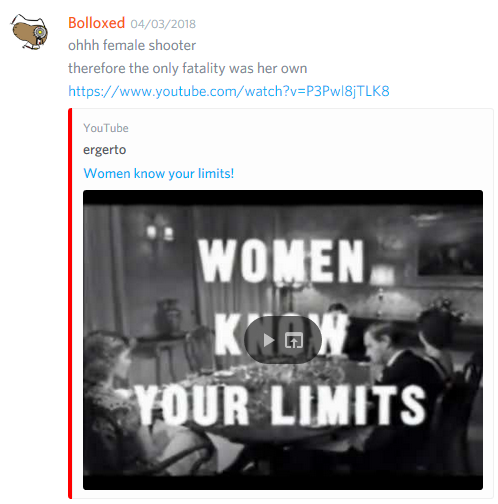 Bolloxed 04/03/2018
ohhh female shooter
therefore the only fatality was her own
https://www.youtube.com/watch?v=P3Pwl8jTLK8
YouTube
ergerto
Women know your limits!
WOMEN
KNOW
YOUR LIMITS